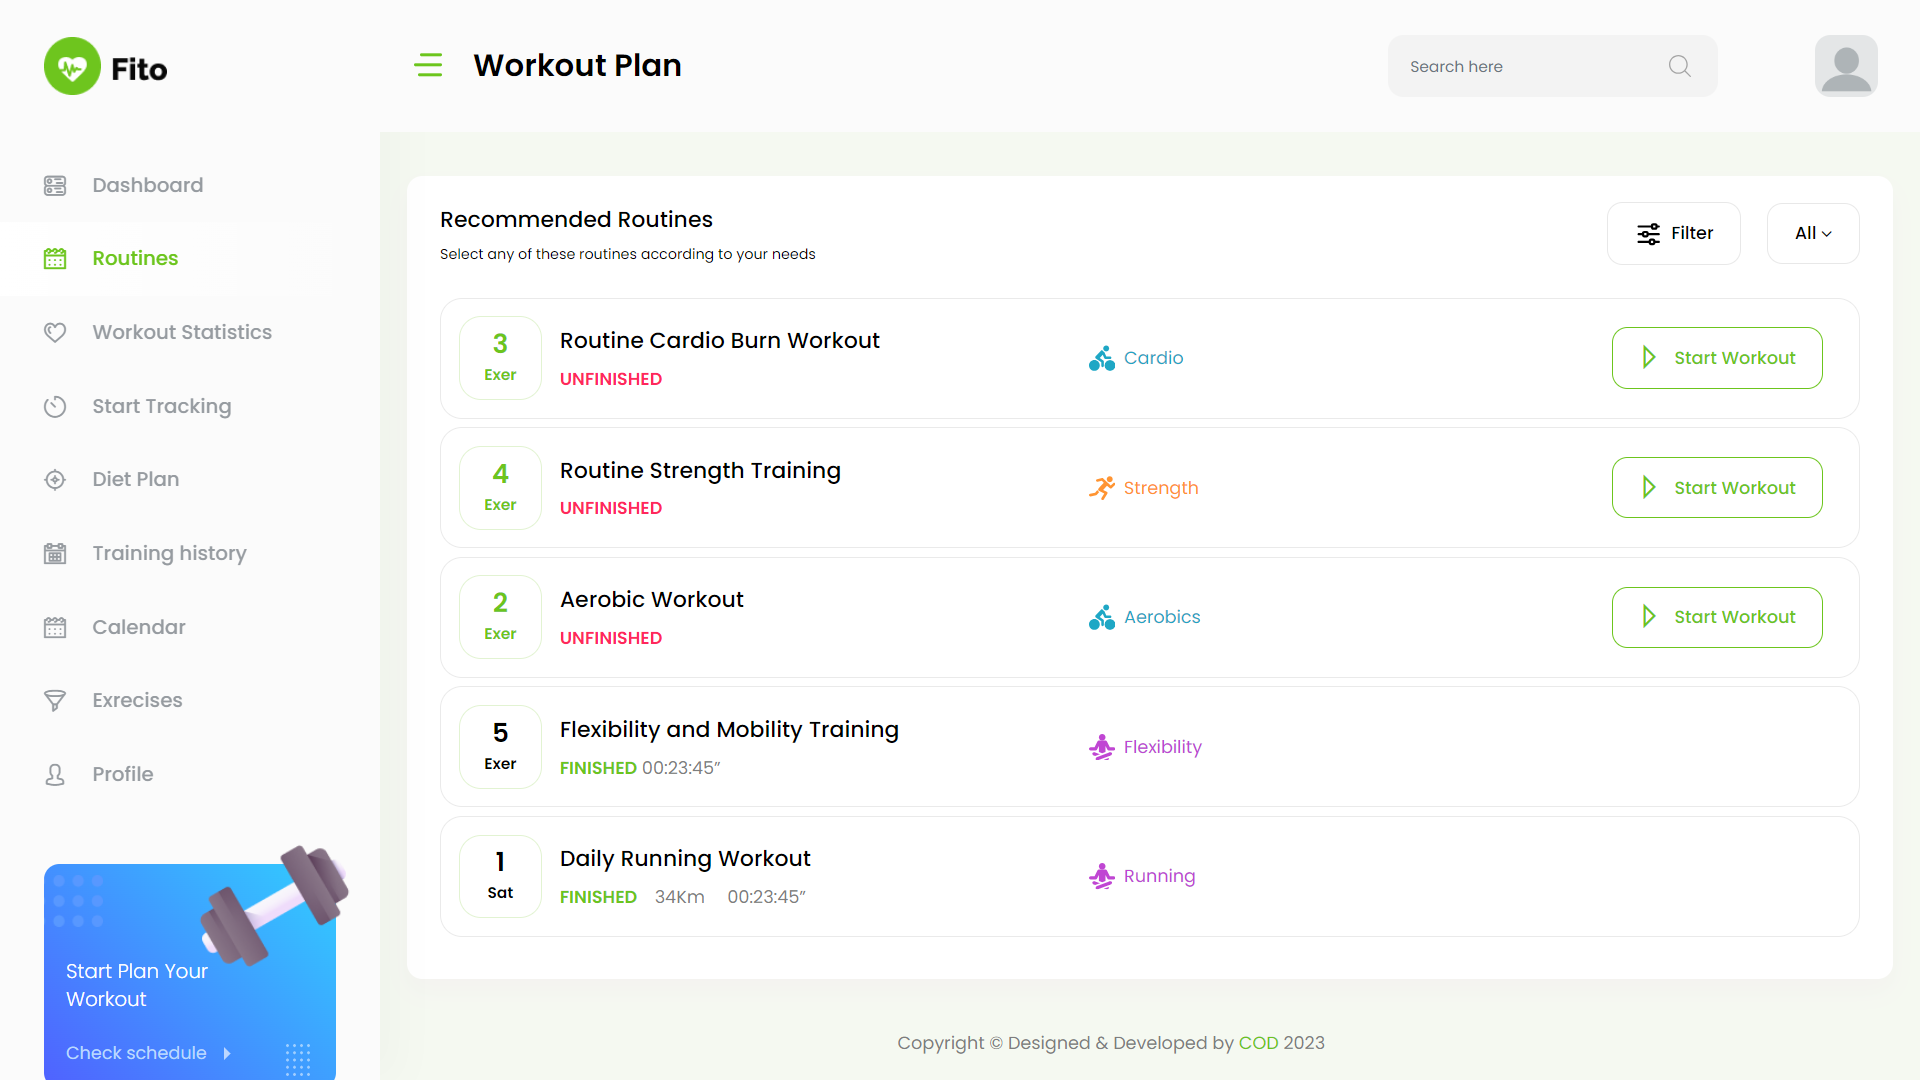 Fito
Workout Plan
Search here
Dashboard
Routines
Workout Statistics
Start Tracking
Diet Plan
Training history
Calendar
Exrecises
Profile
Start Plan Your
Workout
Check schedule
Recommended Routines
Select any of these routines according to your needs
Filter
All
3
Exer
Routine Cardio Burn Workout
UNFINISHED
Cardio
Start Workout
4
Exer
Routine Strength Training
UNFINISHED
Strength
Start Workout
2
Exer
Aerobic Workout
UNFINISHED
Aerobics
Start Workout
5
Exer
Flexibility and Mobility Training
FINISHED 00:23:45”
Flexibility
1
Sat
Daily Running Workout
FINISHED 34Km 00:23:45”
Running
Copyright © Designed & Developed by COD 2023